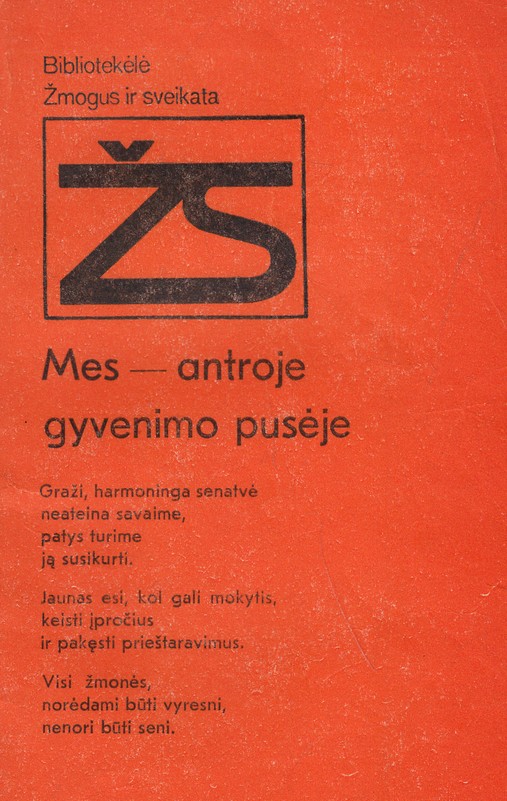 Bibliotekėlė
Žmogus ir sveikata
ŽS
Mes — antroje
gyvenimo pusėje
Graži, harmoninga senatvė
neateina savaime,
patys turime
ją susikurti.
Jaunas esi, kol gali mokytis,
keisti įpročius
ir pakęsti prieštaravimus.
Visi žmonės,
norėdami būti vyresni,
nenori būti seni.